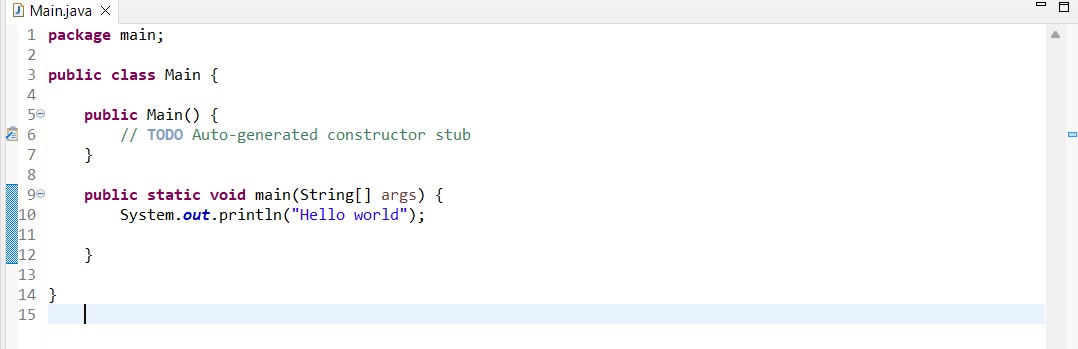 Main.java
1 package main;
2
3 public class Main {
4
5     public Main() {
6         // TODO Auto-generated constructor stub
7     }
8
9     public static void main(String[] args) {
10         System.out.println("Hello world");
11
12     }
13
14 }
15